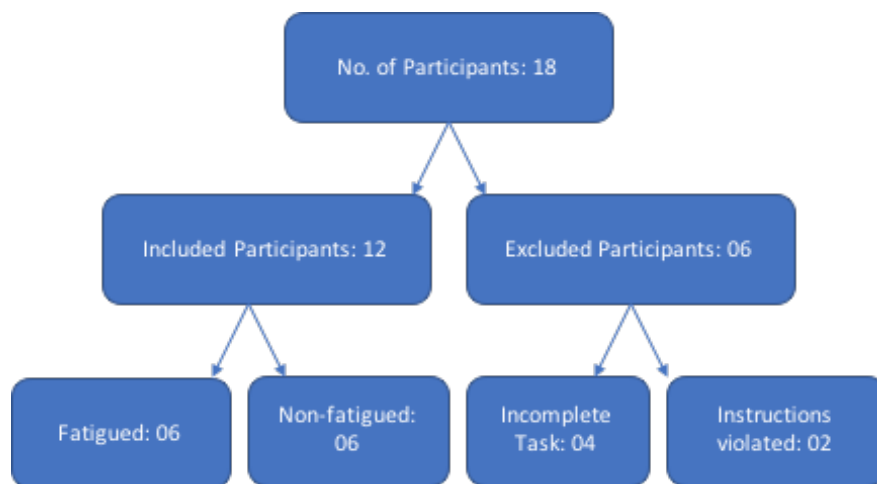 No. of Participants: 18
Included Participants: 12
Excluded Participants: 06
Fatigued: 06
Non-fatigued:
06
Incomplete
Task: 04
Instructions
violated: 02